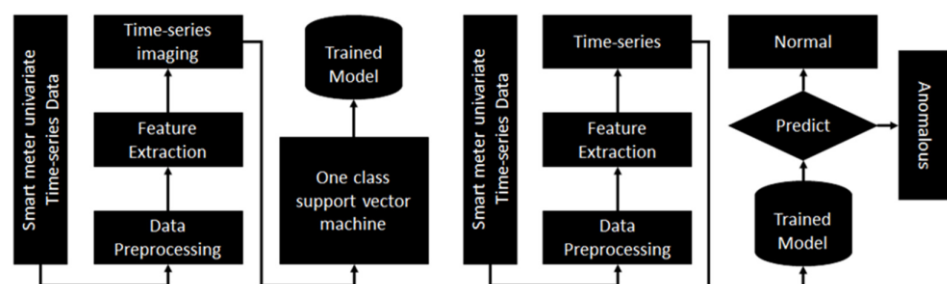 Smart meter univariate
Time-series Data
Time-series
imaging
Feature
Extraction
Data
Preprocessing
Trained
Model
One class
support vector
machine
Smart meter univariate
Time-series Data
Time-series
Feature
Extraction
Data
Preprocessing
Normal
Predict
Trained
Model
Anomalous